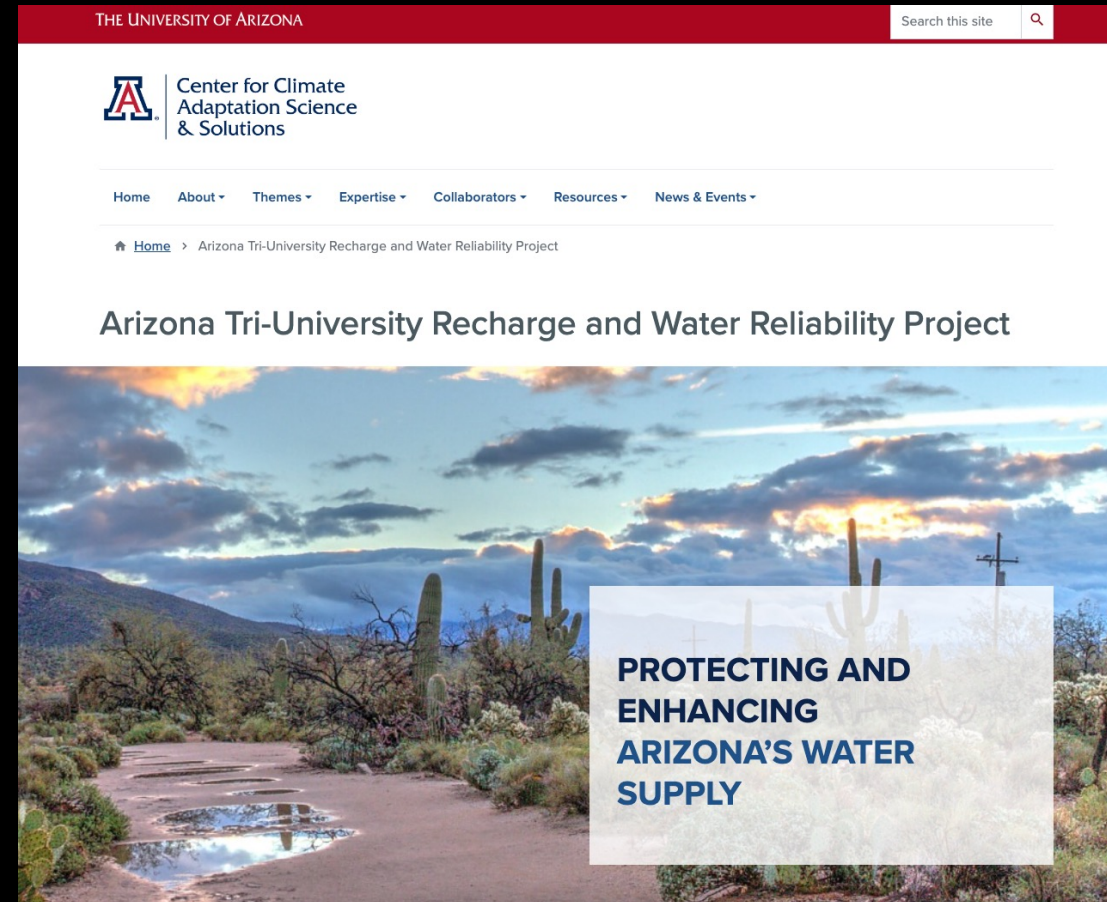 THE UNIVERSITY OF ARIZONA
Search this site
A
Center for Climate
Adaptation Science
& Solutions
Home About Themes Expertise Collaborators Resources News & Events
Home > Arizona Tri-University Recharge and Water Reliability Project
Arizona Tri-University Recharge and Water Reliability Project
PROTECTING AND
ENHANCING
ARIZONA'S WATER
SUPPLY